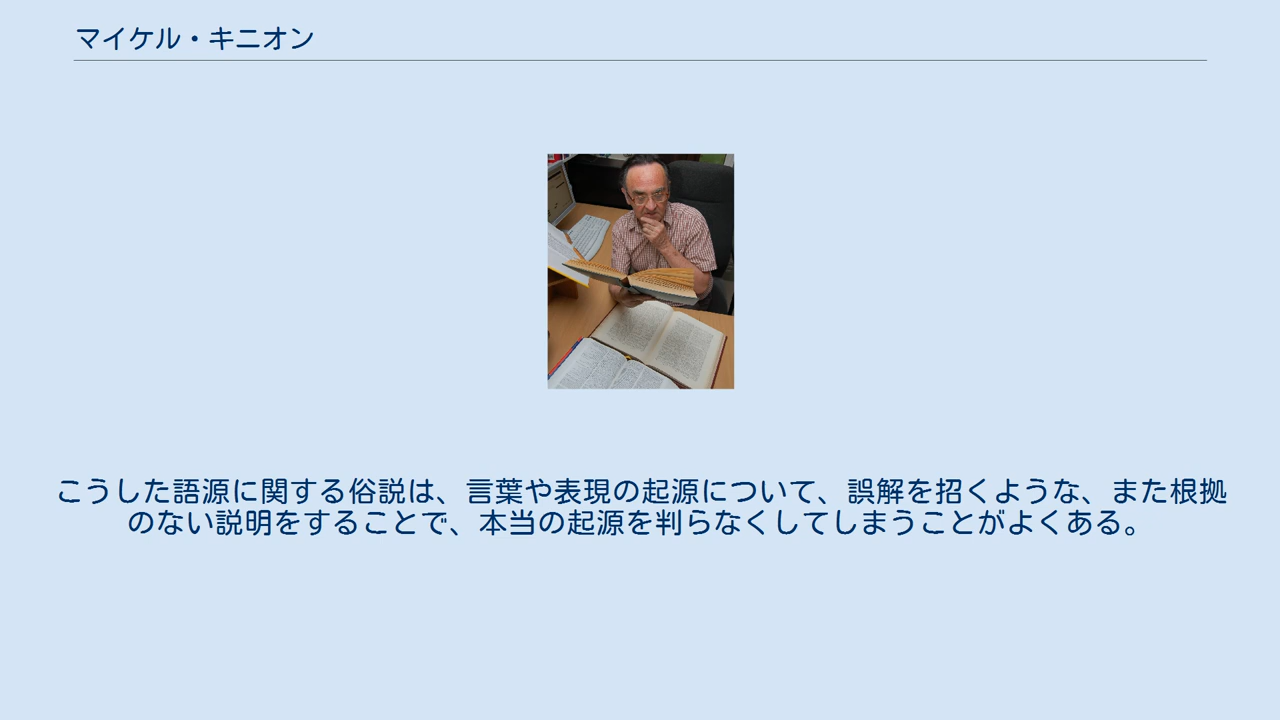 マイケル・キニオン
こうした語源に関する俗説は、言葉や表現の起源について、誤解を招くような、また根拠
のない説明をすることで、本当の起源を判らなくしてしまうことがよくある。